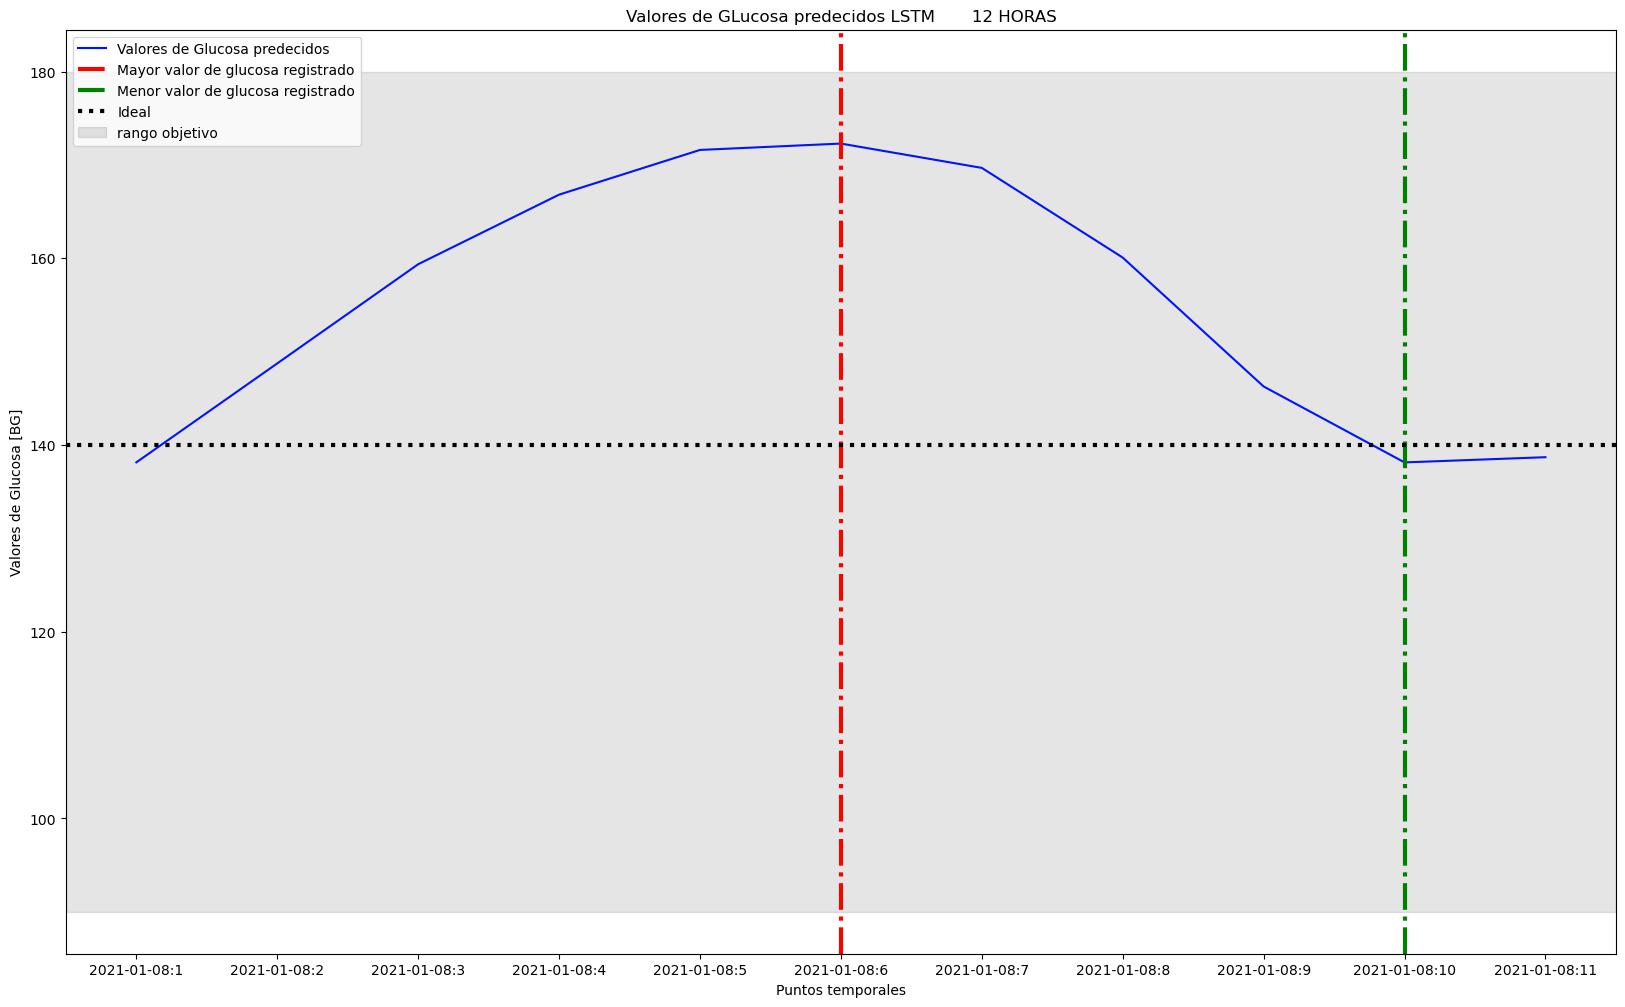 Valores de GLucosa predecidos LSTM 12 HORAS
Valores de Glucosa predecidos
Mayor valor de glucosa registrado
Menor valor de glucosa registrado
Ideal
rango objetivo
Valores de Glucosa [BG]
180
160
140
120
100
2021-01-08:1 2021-01-08:2 2021-01-08:3 2021-01-08:4 2021-01-08:5 2021-01-08:6 2021-01-08:7 2021-01-08:8 2021-01-08:9 2021-01-08:10 2021-01-08:11
Puntos temporales